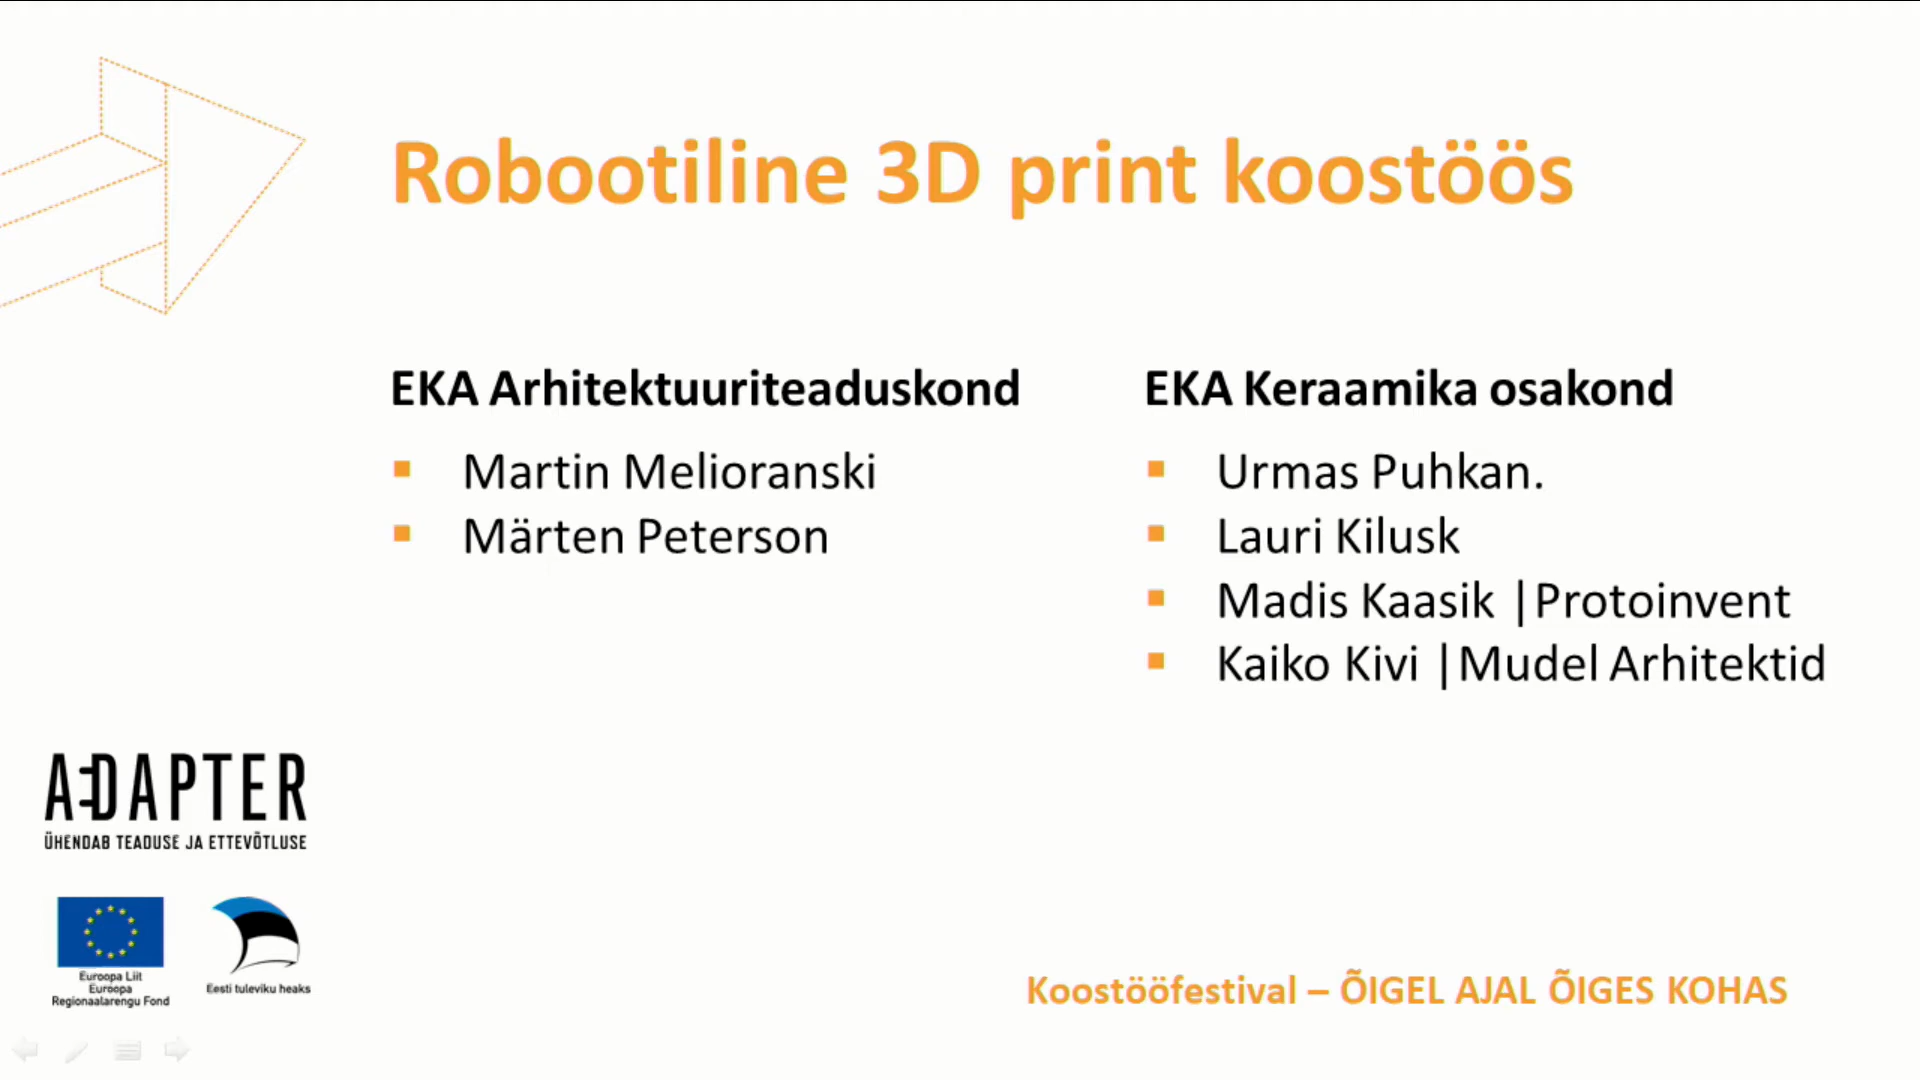 Robootiline 3D print koostöös
EKA Arhitektuuriteaduskond
Martin Melioranski
Märten Peterson
EKA Keraamika osakond
Urmas Puhkan.
Lauri Kilusk
Madis Kaasik |Protoinvent
Kaiko Kivi |Mudel Arhitektid
ADAPTER
ÜHENDAB TEADUSE JA ETTEVÕTLUSE
Euroopa Liit
Euroopa
Regionaalarengu Fond
Eesti tuleviku heaks
Koostööfestival – ÕIGEL AJAL ÕIGES KOHAS